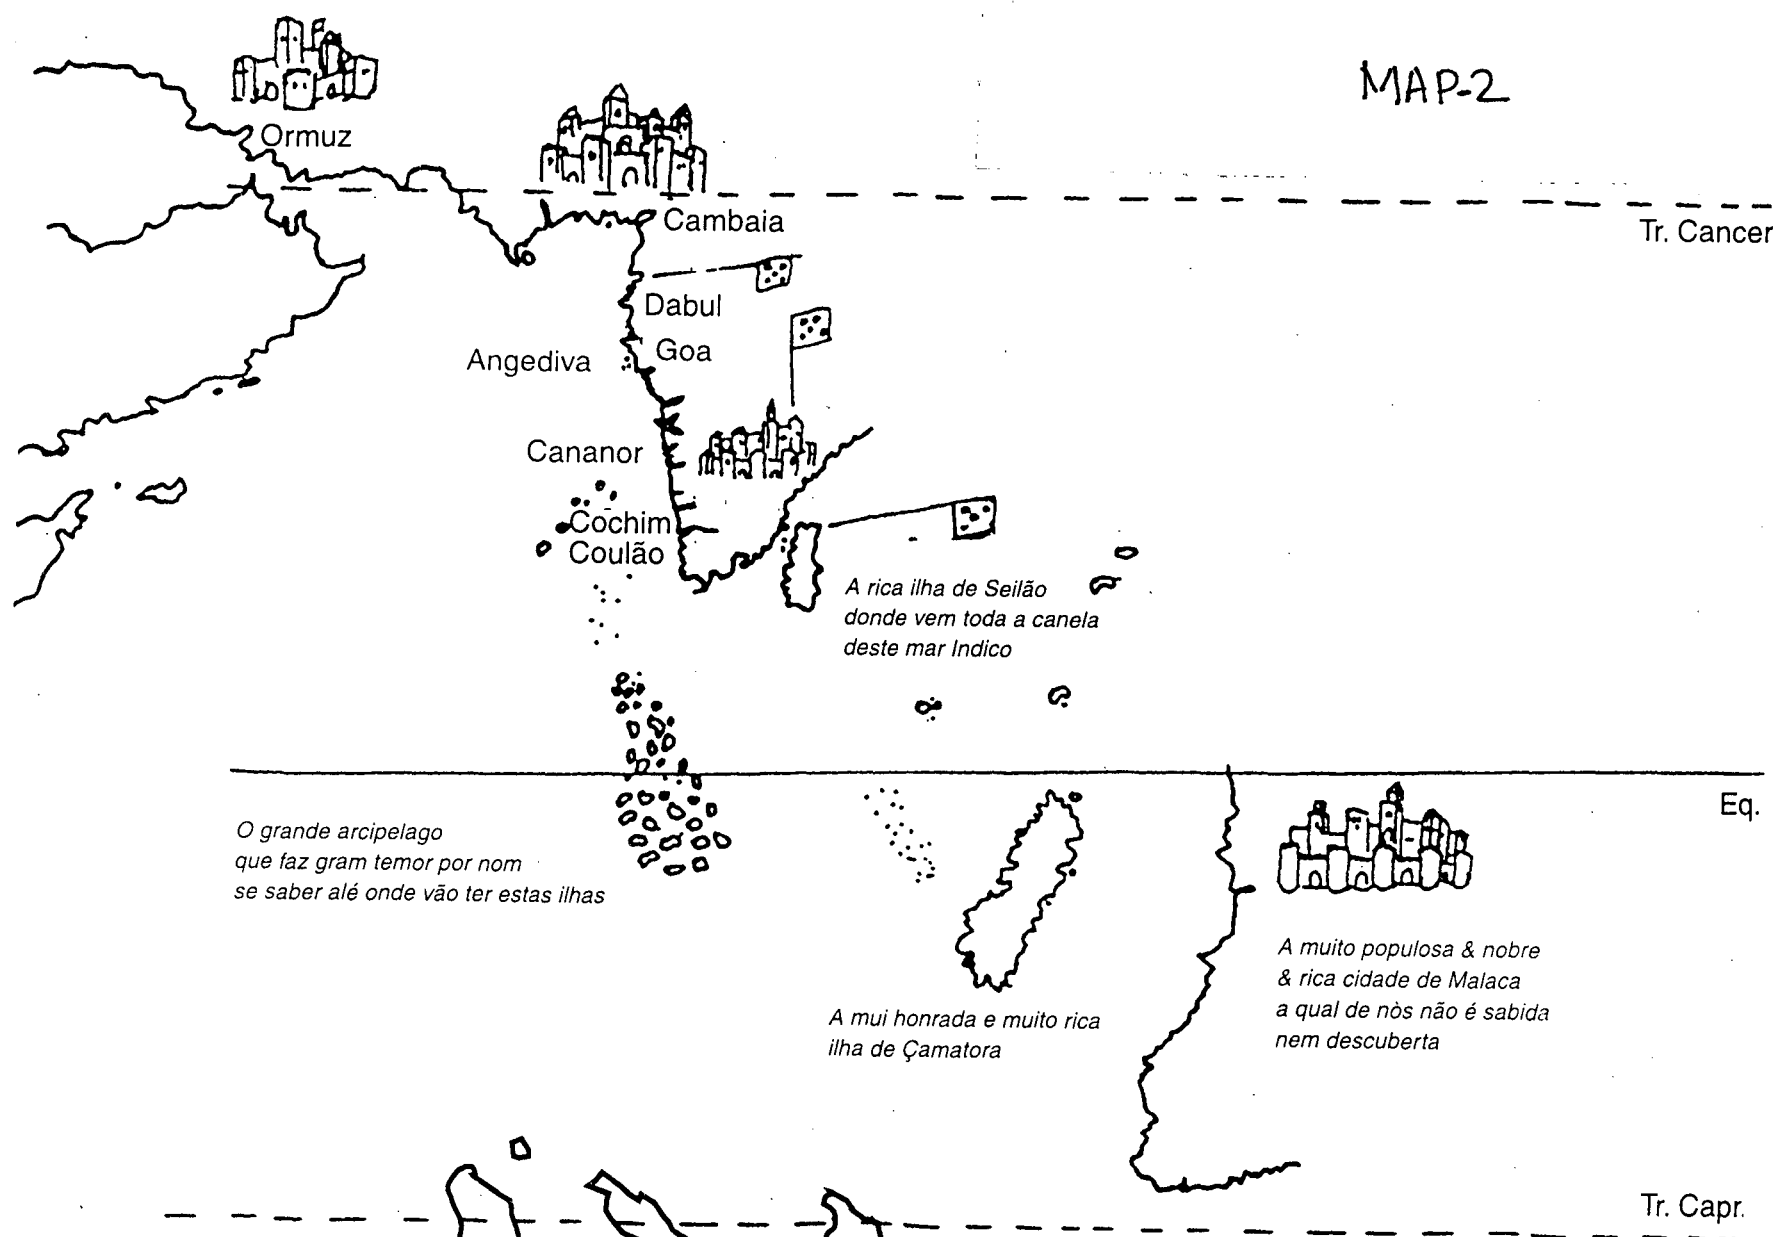 MAP-2
Ormuz
Cambaia
Tr. Cancer
Dabul
Goa
Angediva
Cananor
Cochim
Coulão
A rica ilha de Seilão
donde vem toda a canela
deste mar Indico
Eq.
O grande arcipelago
que faz gram temor por nom
se saber alé onde vão ter estas ilhas
A muito populosa & nobre
& rica cidade de Malaca
a qual de nòs não é sabida
nem descuberta
A mui honrada e muito rica
ilha de Çamatora
Tr. Capr.